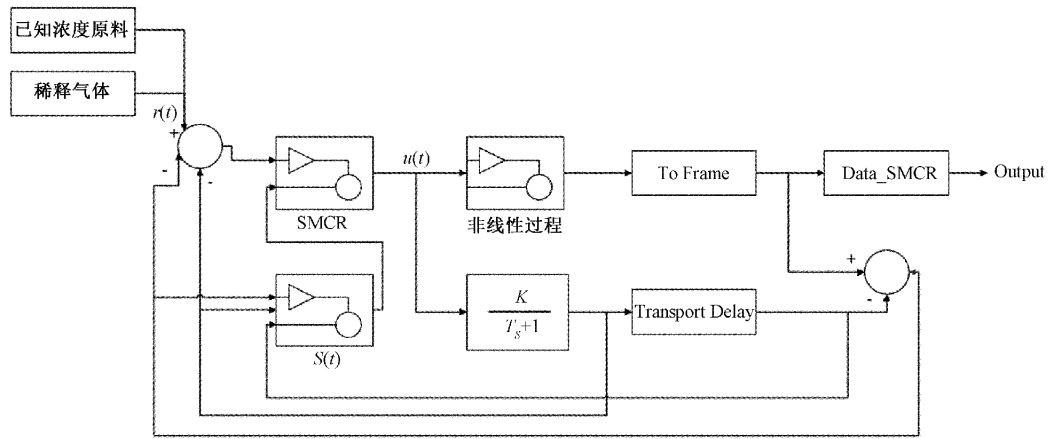 已知浓度原料
稀释气体
r(t)
+
-
-
SMCR
u(t)
非线性过程
To Frame
Data_SMCR
Output
S(t)
K
T_S+1
Transport Delay
+
-